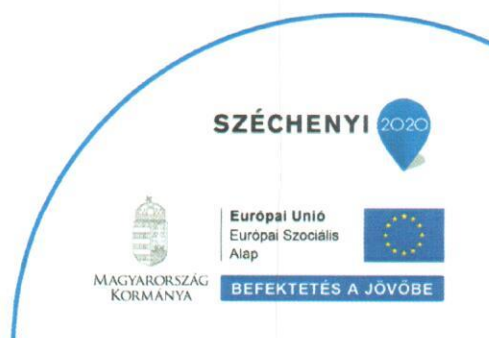 SZÉCHENYI 2020
Európai Unió
Európai Szociális
Alap
MAGYARORSZÁG
KORMÁNYA
BEFEKTETÉS A JÖVŐBE